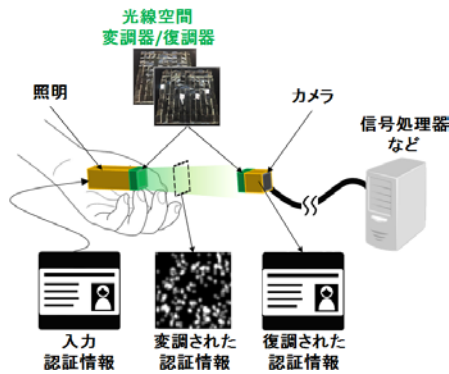 光線空間
変調器/復調器
照明
カメラ
信号処理器
など
入力
認証情報
変調された
認証情報
復調された
認証情報